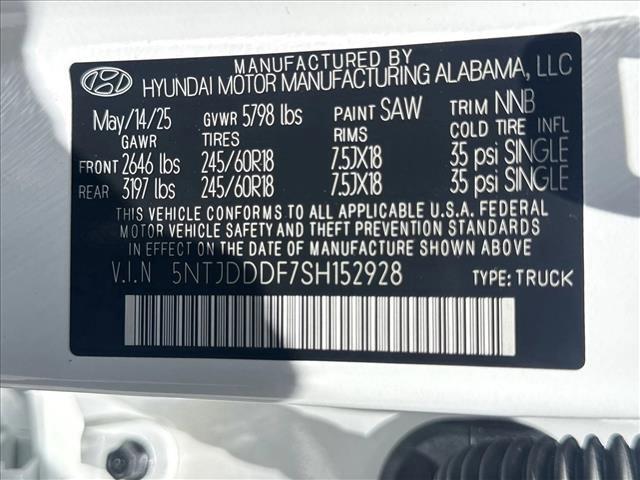 MANUFACTURED BY
HYUNDAI MOTOR MANUFACTURING ALABAMA, LLC
May/14/25 GVWR 5798 lbs PAINT SAW TRIM NNB
GAWR TIRES RIMS COLD TIRE INFL
FRONT 2646 lbs 245/60R18 7.5JX18 35 psi SINGLE
REAR 3197 lbs 245/60R18 7.5JX18 35 psi SINGLE
THIS VEHICLE CONFORMS TO ALL APPLICABLE U.S.A. FEDERAL
MOTOR VEHICLE SAFETY AND THEFT PREVENTION STANDARDS
IN EFFECT ON THE DATE OF MANUFACTURE SHOWN ABOVE.
V.I.N 5NTJDDDF7SH152928 TYPE: TRUCK